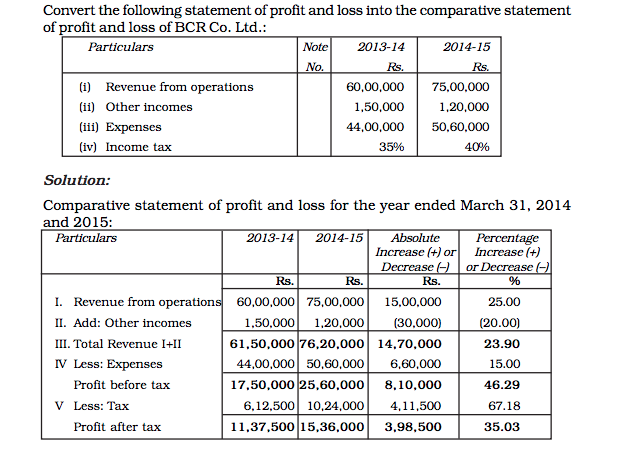 Convert the following statement of profit and loss into the comparative statement
of profit and loss of BCR Co. Ltd.:
Particulars Note 2013-14 2014-15
No. Rs. Rs.
(i) Revenue from operations 60,00,000 75,00,000
(ii) Other incomes 1,50,000 1,20,000
(iii) Expenses 44,00,000 50,60,000
(iv) Income tax 35% 40%
Solution:
Comparative statement of profit and loss for the year ended March 31, 2014
and 2015:
Particulars 2013-14 2014-15 Absolute Percentage
Increase (+) or Increase (+)
Decrease (–) or Decrease (–)
Rs. Rs. Rs. %
I. Revenue from operations 60,00,000 75,00,000 15,00,000 25.00
II. Add: Other incomes 1,50,000 1,20,000 (30,000) (20.00)
III. Total Revenue I+II 61,50,000 76,20,000 14,70,000 23.90
IV Less: Expenses 44,00,000 50,60,000 6,60,000 15.00
Profit before tax 17,50,000 25,60,000 8,10,000 46.29
V Less: Tax 6,12,500 10,24,000 4,11,500 67.18
Profit after tax 11,37,500 15,36,000 3,98,500 35.03